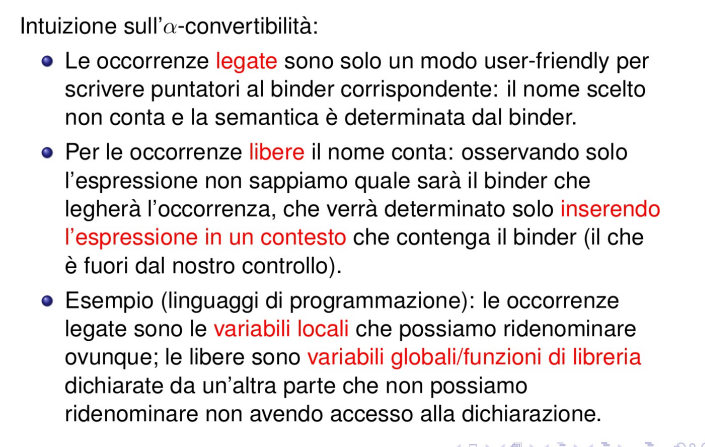 Intuizione sull'α-convertibilità:
Le occorrenze legate sono solo un modo user-friendly per
scrivere puntatori al binder corrispondente: il nome scelto
non conta e la semantica è determinata dal binder.
Per le occorrenze libere il nome conta: osservando solo
l'espressione non sappiamo quale sarà il binder che
legherà l'occorrenza, che verrà determinato solo inserendo
l'espressione in un contesto che contenga il binder (il che
è fuori dal nostro controllo).
Esempio (linguaggi di programmazione): le occorrenze
legate sono le variabili locali che possiamo ridenominare
ovunque; le libere sono variabili globali/funzioni di libreria
dichiarate da un'altra parte che non possiamo
ridenominare non avendo accesso alla dichiarazione.